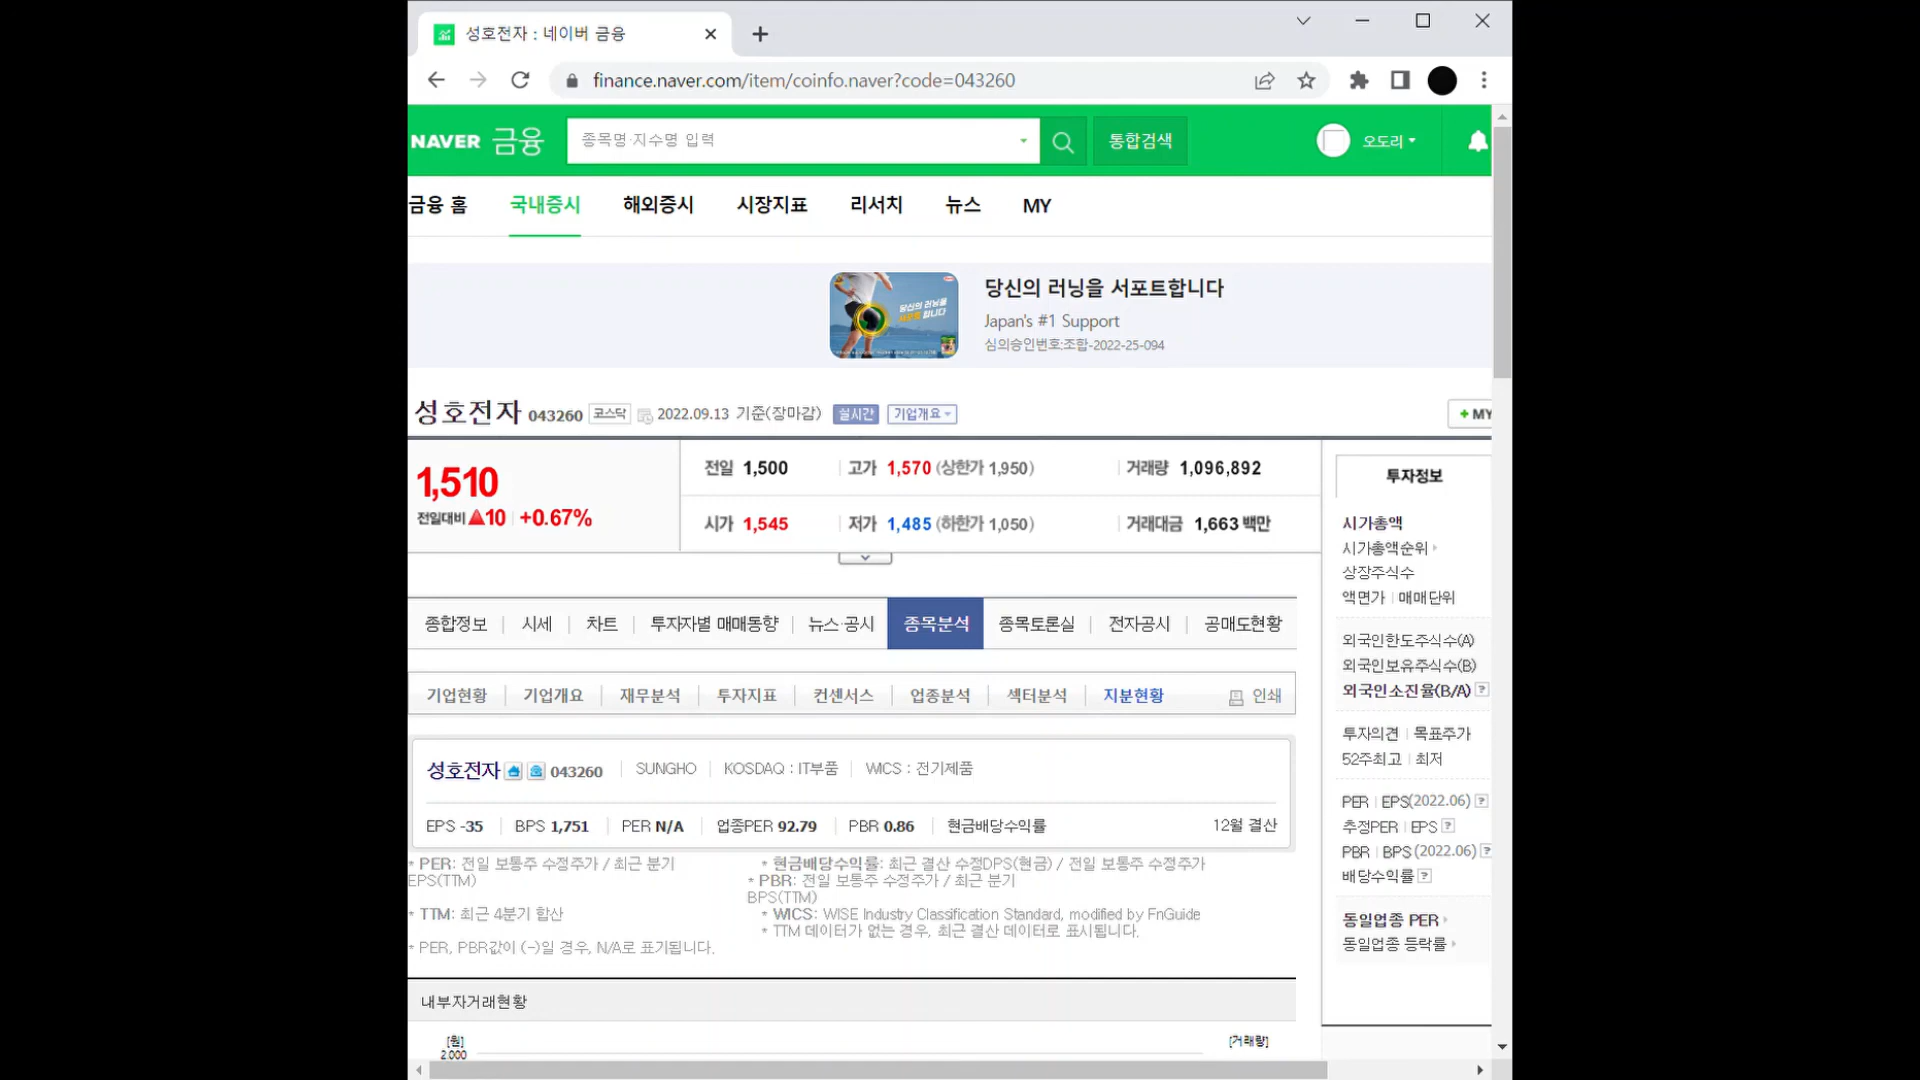 성호전자 : 네이버 금융
finance.naver.com/item/coinfo.naver?code=043260
NAVER 금융 종목명·지수명 입력 통합검색 오도리
금융 홈 국내증시 해외증시 시장지표 리서치 뉴스 MY
당신의 러닝을 서포트합니다
Japan's #1 Support
심의승인번호:조합-2022-25-094
성호전자 043260 코스닥 2022.09.13 기준(장마감) 실시간 기업개요 + MY
1,510
전일대비 ▲10 +0.67%
전일 1,500 고가 1,570 (상한가 1,950) 거래량 1,096,892
시가 1,545 저가 1,485 (하한가 1,050) 거래대금 1,663 백만
종합정보 시세 차트 투자자별 매매동향 뉴스·공시 종목분석 종목토론실 전자공시 공매도현황
기업현황 기업개요 재무분석 투자지표 컨센서스 업종분석 섹터분석 지분현황 인쇄
성호전자 043260 SUNGHO KOSDAQ : IT부품 WICS : 전기제품
EPS -35 BPS 1,751 PER N/A 업종PER 92.79 PBR 0.86 현금배당수익률 12월 결산
* PER: 전일 보통주 수정주가 / 최근 분기
EPS(TTM)
* TTM: 최근 4분기 합산
* PER, PBR값이 (-)일 경우, N/A로 표기됩니다.
* 현금배당수익률: 최근 결산 수정DPS(현금) / 전일 보통주 수정주가
* PBR: 전일 보통주 수정주가 / 최근 분기
BPS(TTM)
* WICS: WISE Industry Classification Standard, modified by FnGuide
* TTM 데이터가 없는 경우, 최근 결산 데이터로 표시됩니다.
내부자거래현황
[원] [거래량]
2,000
투자정보
시가총액
시가총액순위
상장주식수
액면가 매매단위
외국인한도주식수(A)
외국인보유주식수(B)
외국인소진율(B/A) ?
투자의견 목표주가
52주최고 최저
PER EPS(2022.06) ?
추정PER EPS ?
PBR BPS (2022.06) ?
배당수익률 ?
동일업종 PER
동일업종 등락률